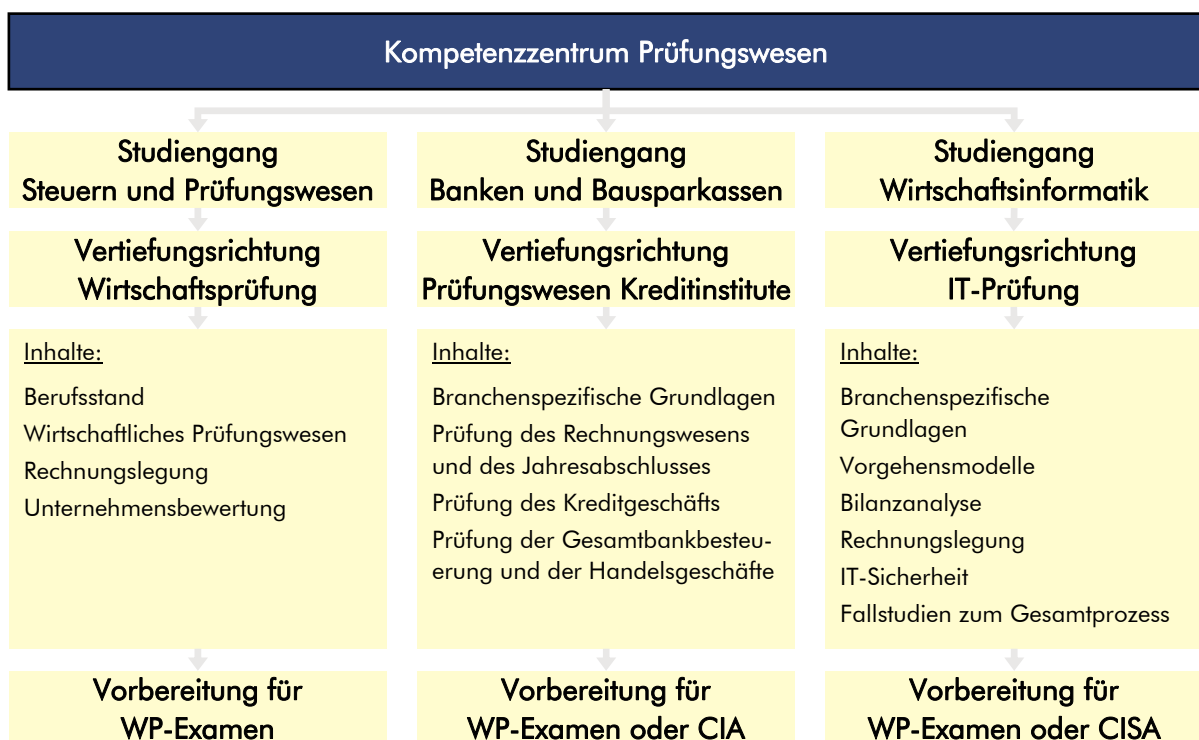 Kompetenzzentrum Prüfungswesen
Studiengang
Steuern und Prüfungswesen
Vertiefungsrichtung
Wirtschaftsprüfung
Inhalte:
Berufsstand
Wirtschaftliches Prüfungswesen
Rechnungslegung
Unternehmensbewertung
Vorbereitung für
WP-Examen
Studiengang
Banken und Bausparkassen
Vertiefungsrichtung
Prüfungswesen Kreditinstitute
Inhalte:
Branchenspezifische Grundlagen
Prüfung des Rechnungswesens
und des Jahresabschlusses
Prüfung des Kreditgeschäfts
Prüfung der Gesamtbankbesteu-
erung und der Handelsgeschäfte
Vorbereitung für
WP-Examen oder CIA
Studiengang
Wirtschaftsinformatik
Vertiefungsrichtung
IT-Prüfung
Inhalte:
Branchenspezifische
Grundlagen
Vorgehensmodelle
Bilanzanalyse
Rechnungslegung
IT-Sicherheit
Fallstudien zum Gesamtprozess
Vorbereitung für
WP-Examen oder CISA